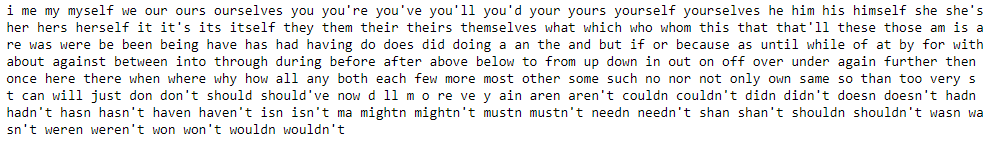 i me my myself we our ours ourselves you you're you've you'll you'd your yours yourself yourselves he him his himself she she's
her hers herself it it's its itself they them their theirs themselves what which who whom this that that'll these those am is a
re was were be been being have has had having do does did doing a an the and but if or because as until while of at by for with
about against between into through during before after above below to from up down in out on off over under again further then
once here there when where why how all any both each few more most other some such no nor not only own same so than too very s
t can will just don don't should should've now d ll m o re ve y ain aren aren't couldn couldn't didn didn't doesn doesn't hadn
hadn't hasn hasn't haven haven't isn isn't ma mightn mightn't mustn mustn't needn needn't shan shan't shouldn shouldn't wasn wa
sn't weren weren't won won't wouldn wouldn't